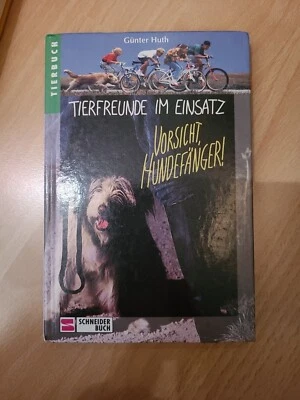 Günter Huth
TIERBUCH
TIERFREUNDE IM EINSATZ
VORSICHT,
HUNDEFÄNGER!
SCHNEIDER
BUCH